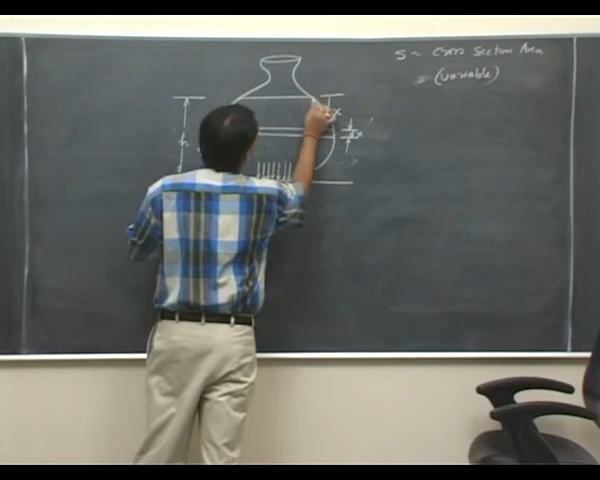 S = Cross Section Area
(variable)
h
x